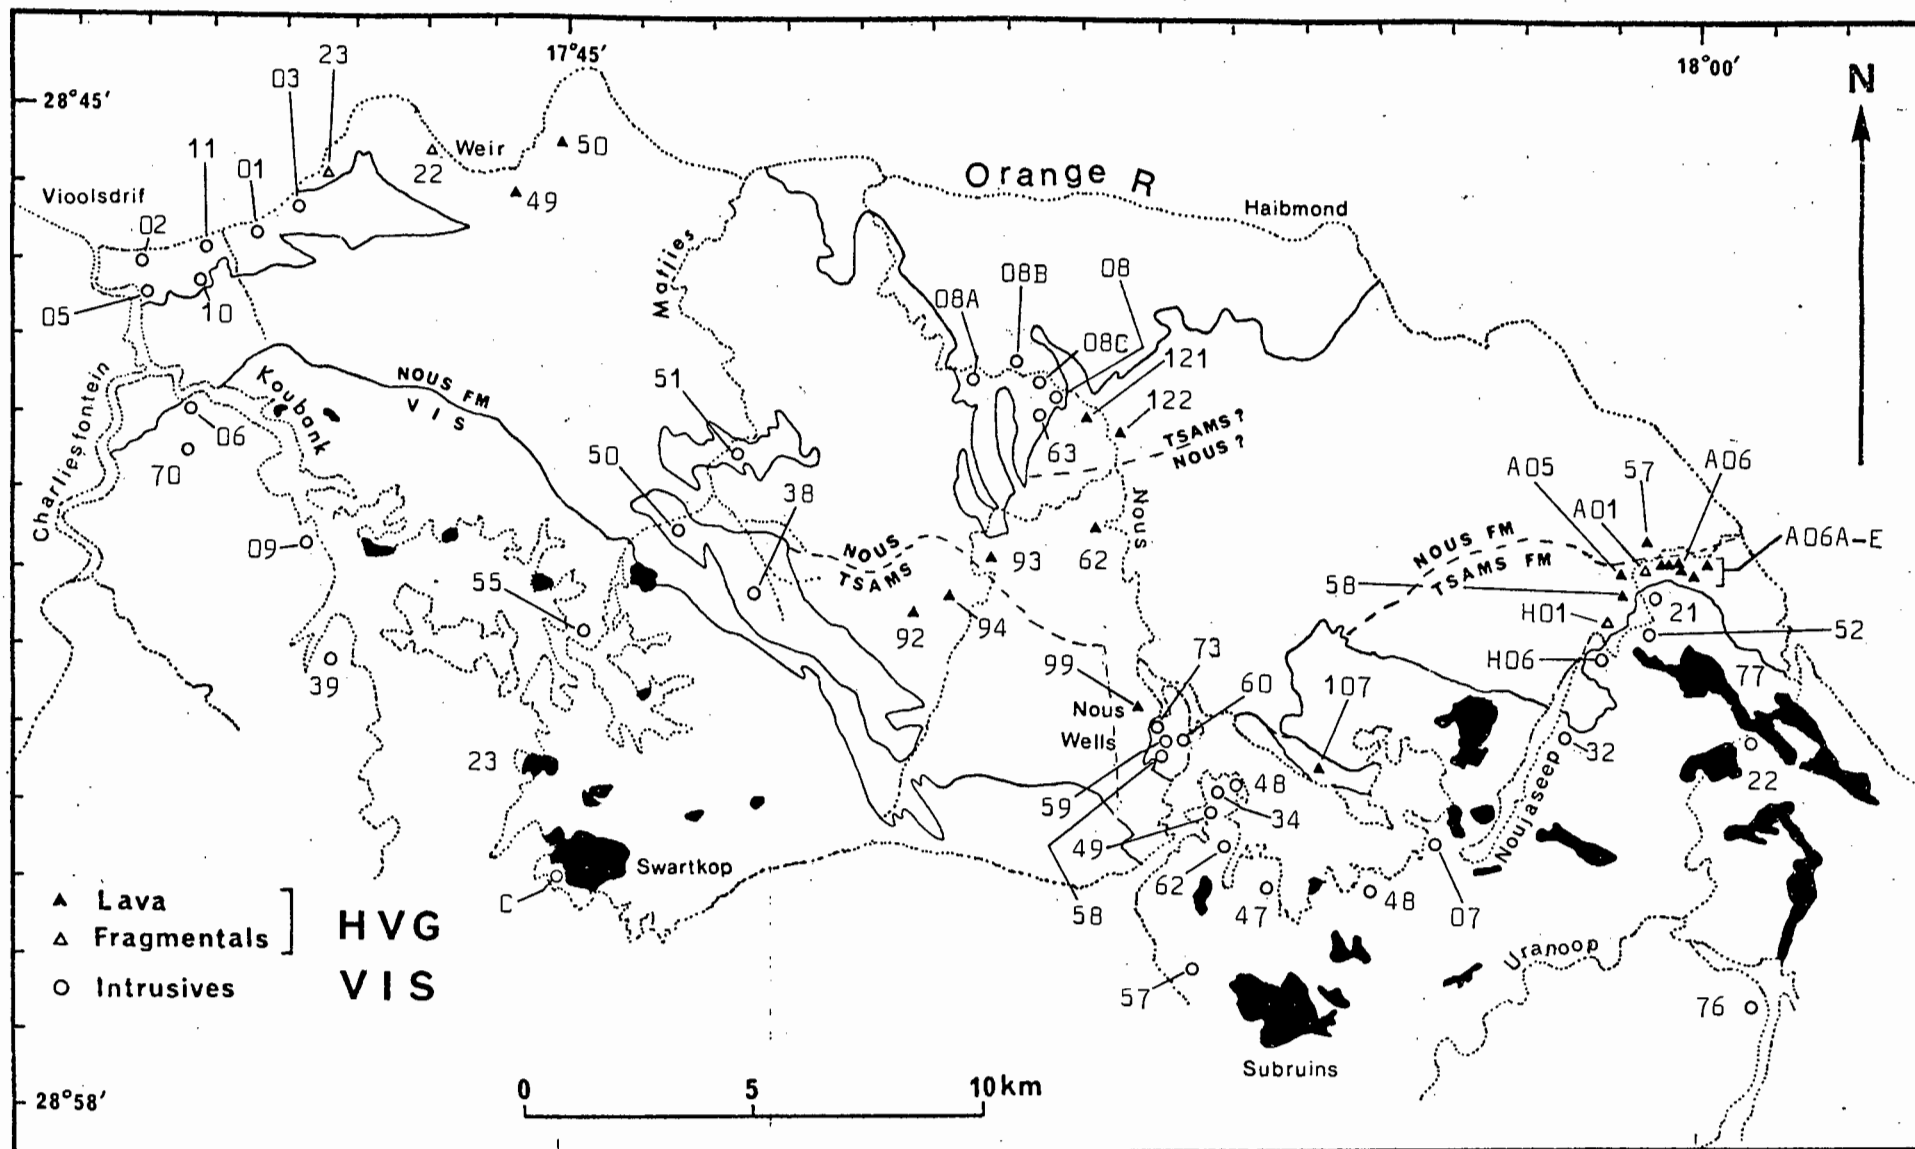 17°45'
18°00'
N
28°45'
23
03
11
01
Vioolsdrif
02
22
Weir
50
49
Orange R
Haibmond
05
10
Matjies
08A
08B
08
08C
121
122
63
TSAMS?
NOUS?
Charliesfontein
Koubank
NOUS FM
VIS
06
70
51
50
38
09
55
39
NOUS
TSAMS
93
62
92
94
Nous
A05
57
A06
A01
A06A-E
NOUS FM
TSAMS FM
58
H01
21
52
H06
77
99
73
60
107
Nous
Wells
32
22
23
59
48
34
49
62
58
47
48
07
Noujaseep
Swartkop
C
57
Uranoop
76
Subruins
Lava
Fragmentals
HVG
Intrusives
VIS
0 5 10km
28°58'